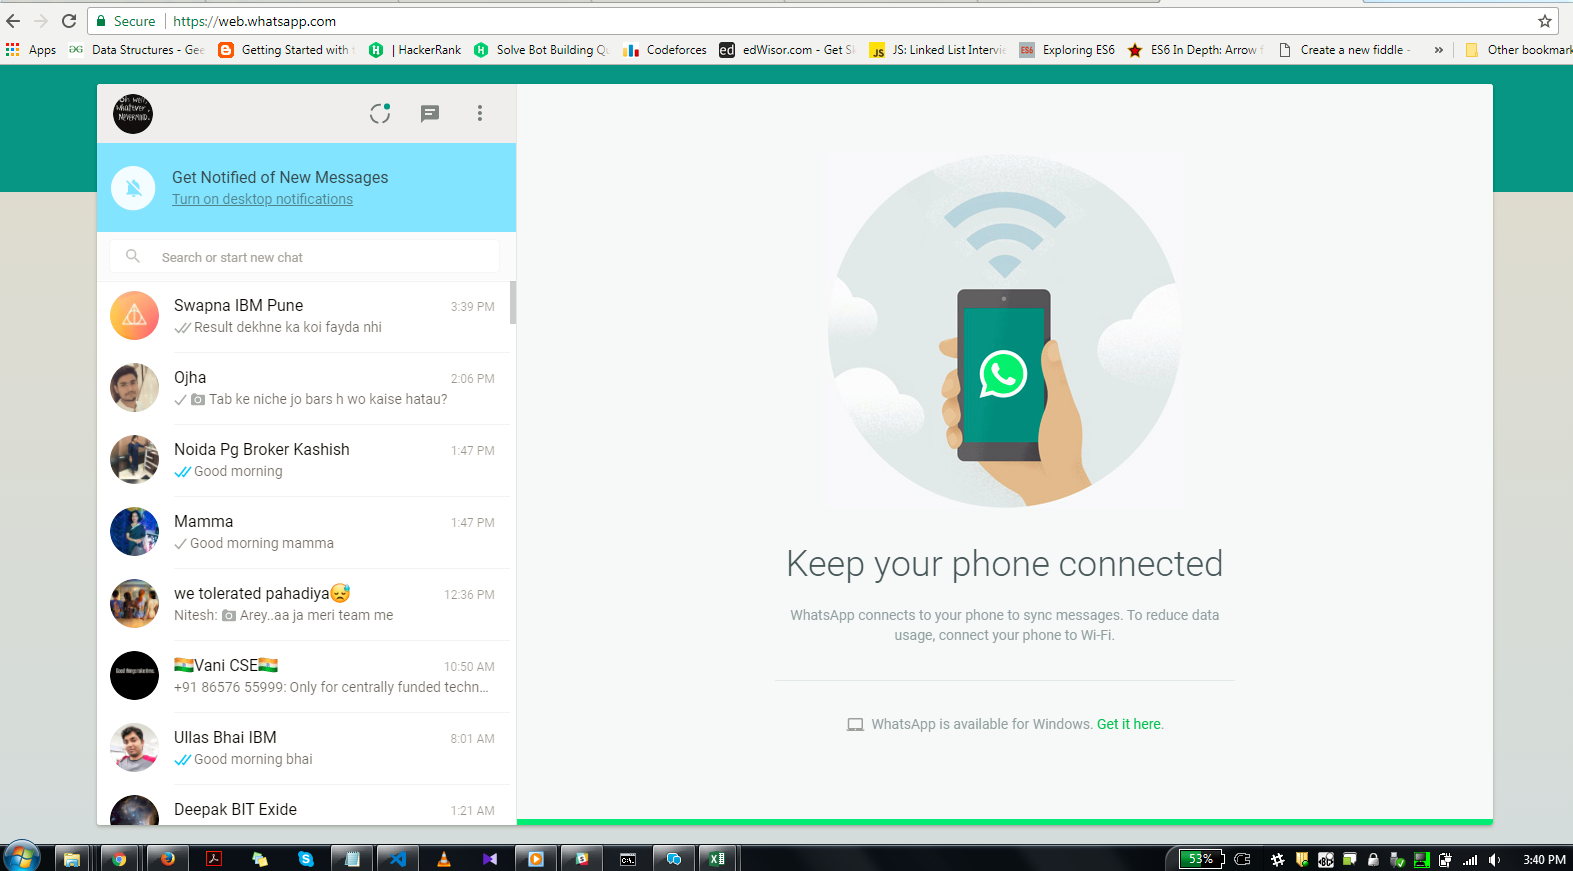 Secure https://web.whatsapp.com
Apps Data Structures - Gee Getting Started with | HackerRank Solve Bot Building Qu Codeforces edWisor.com - Get Sk JS: Linked List Intervie Exploring ES6 ES6 In Depth: Arrow f Create a new fiddle - » Other bookmark
Oh well,
whatever,
NEVERMIND.
Get Notified of New Messages
Turn on desktop notifications
Search or start new chat
Swapna IBM Pune 3:39 PM
Result dekhne ka koi fayda nhi
Ojha 2:06 PM
Tab ke niche jo bars h wo kaise hatau?
Noida Pg Broker Kashish 1:47 PM
Good morning
Mamma 1:47 PM
Good morning mamma
we tolerated pahadiya😥 12:36 PM
Nitesh: Arey..aa ja meri team me
🇮🇳Vani CSE🇮🇳 10:50 AM
+91 86576 55999: Only for centrally funded techn...
Ullas Bhai IBM 8:01 AM
Good morning bhai
Deepak BIT Exide 1:21 AM
Keep your phone connected
WhatsApp connects to your phone to sync messages. To reduce data
usage, connect your phone to Wi-Fi.
WhatsApp is available for Windows. Get it here.
53% 3:40 PM